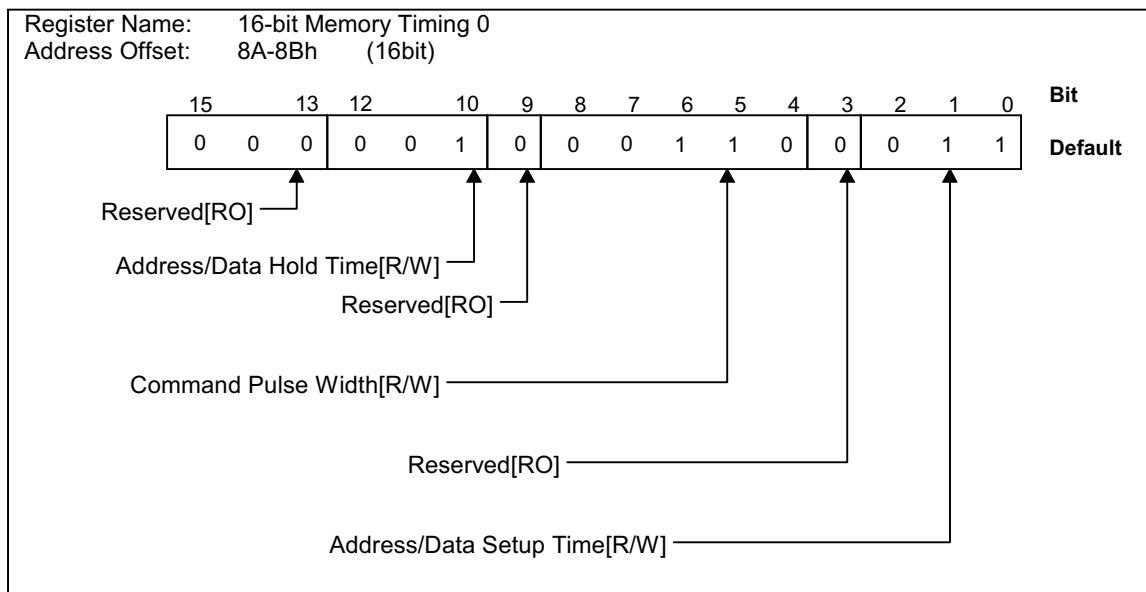 Register Name: 16-bit Memory Timing 0
Address Offset: 8A-8Bh (16bit)
15 13 12 10 9 8 7 6 5 4 3 2 1 0 Bit
0 0 0 0 0 1 0 0 0 1 1 0 0 0 1 1 Default
Reserved[RO]
Address/Data Hold Time[R/W]
Reserved[RO]
Command Pulse Width[R/W]
Reserved[RO]
Address/Data Setup Time[R/W]